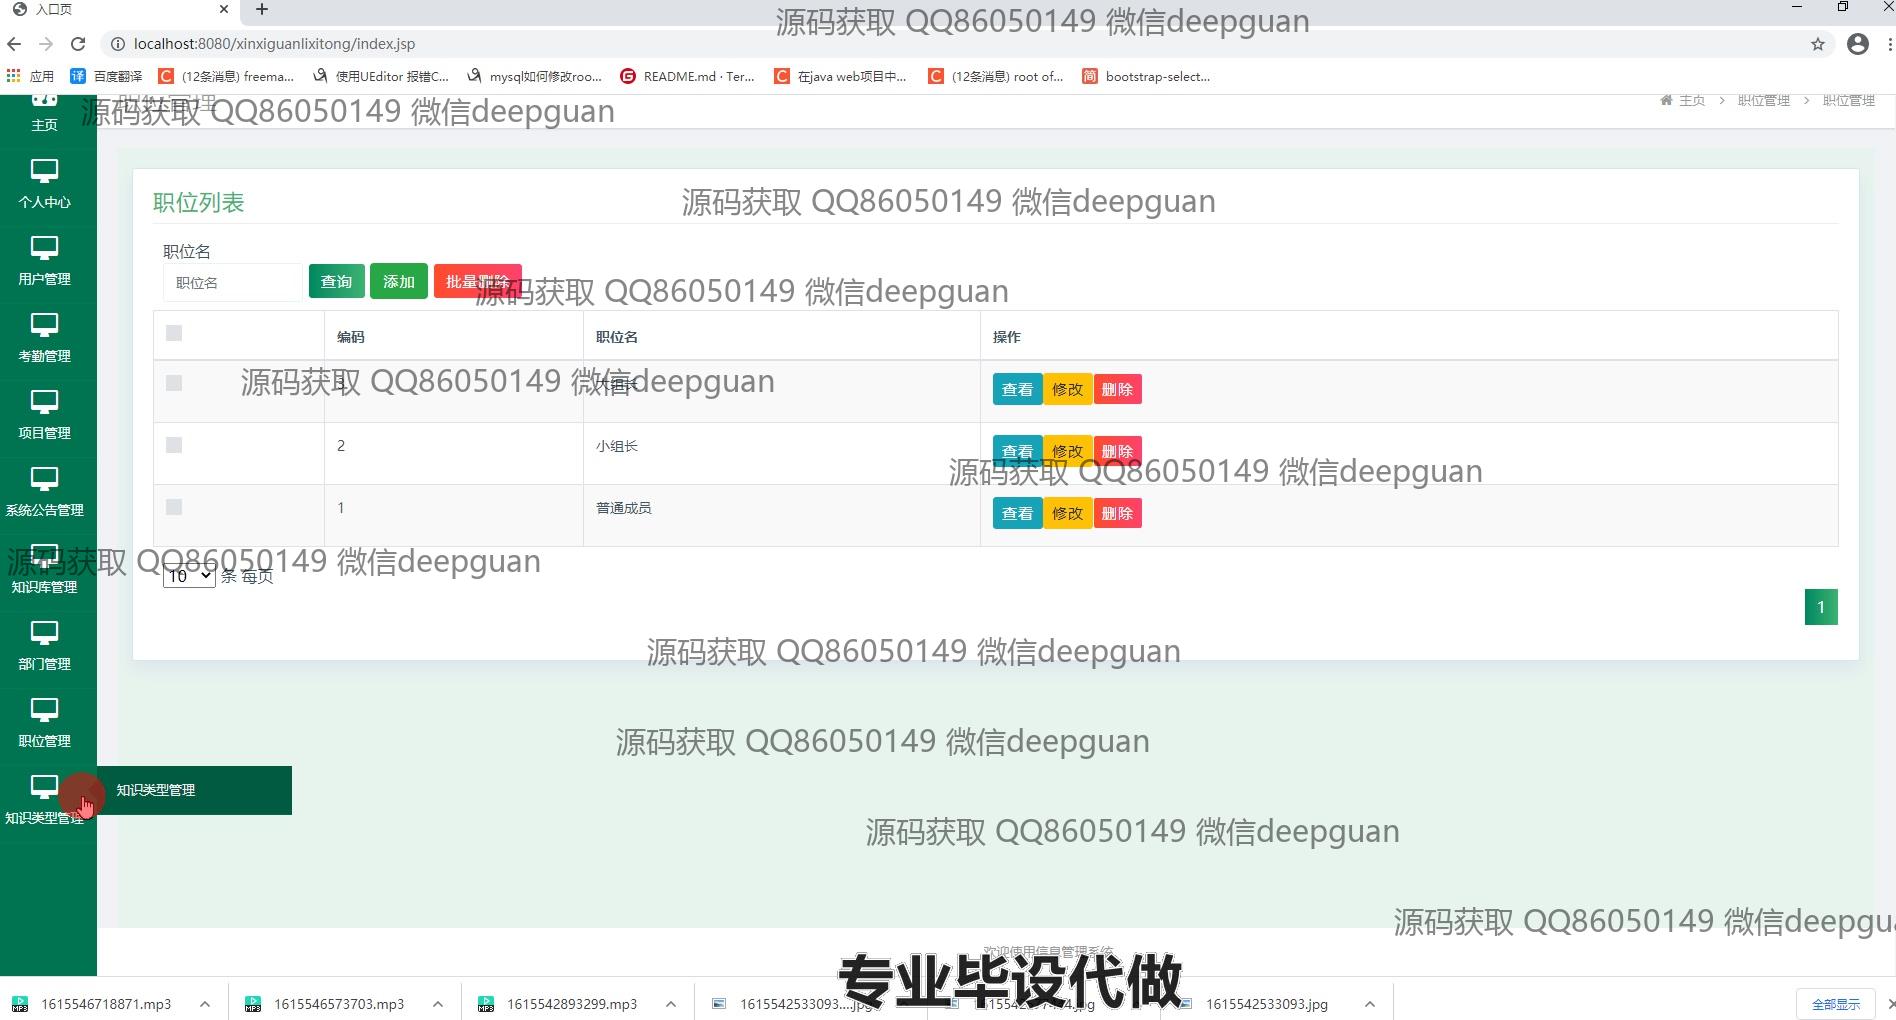 入口页
源码获取 QQ86050149 微信deepguan
localhost:8080/xinxiguanlixitong/index.jsp
应用 百度翻译 (12条消息) freema... 使用UEditor 报错C... mysql如何修改roo... README.md · Ter... 在java web项目中... (12条消息) root of... bootstrap-select...
职位管理
主页 > 职位管理 > 职位管理
源码获取 QQ86050149 微信deepguan
主页
个人中心
用户管理
考勤管理
项目管理
系统公告管理
知识库管理
部门管理
职位管理
知识类型管理
知识类型管理
职位列表
源码获取 QQ86050149 微信deepguan
职位名
职位名 查询 添加 批量删除
源码获取 QQ86050149 微信deepguan
编码 职位名 操作
3 大组长 查看 修改 删除
源码获取 QQ86050149 微信deepguan
2 小组长 查看 修改 删除
源码获取 QQ86050149 微信deepguan
1 普通成员 查看 修改 删除
源码获取 QQ86050149 微信deepguan
10 条 每页
1
源码获取 QQ86050149 微信deepguan
源码获取 QQ86050149 微信deepguan
源码获取 QQ86050149 微信deepguan
源码获取 QQ86050149 微信deepgua
欢迎使用信息管理系统
专业毕设代做
1615546718871.mp3 1615546573703.mp3 1615542893299.mp3 1615542533093....jpg 1615542533093.jpg 全部显示